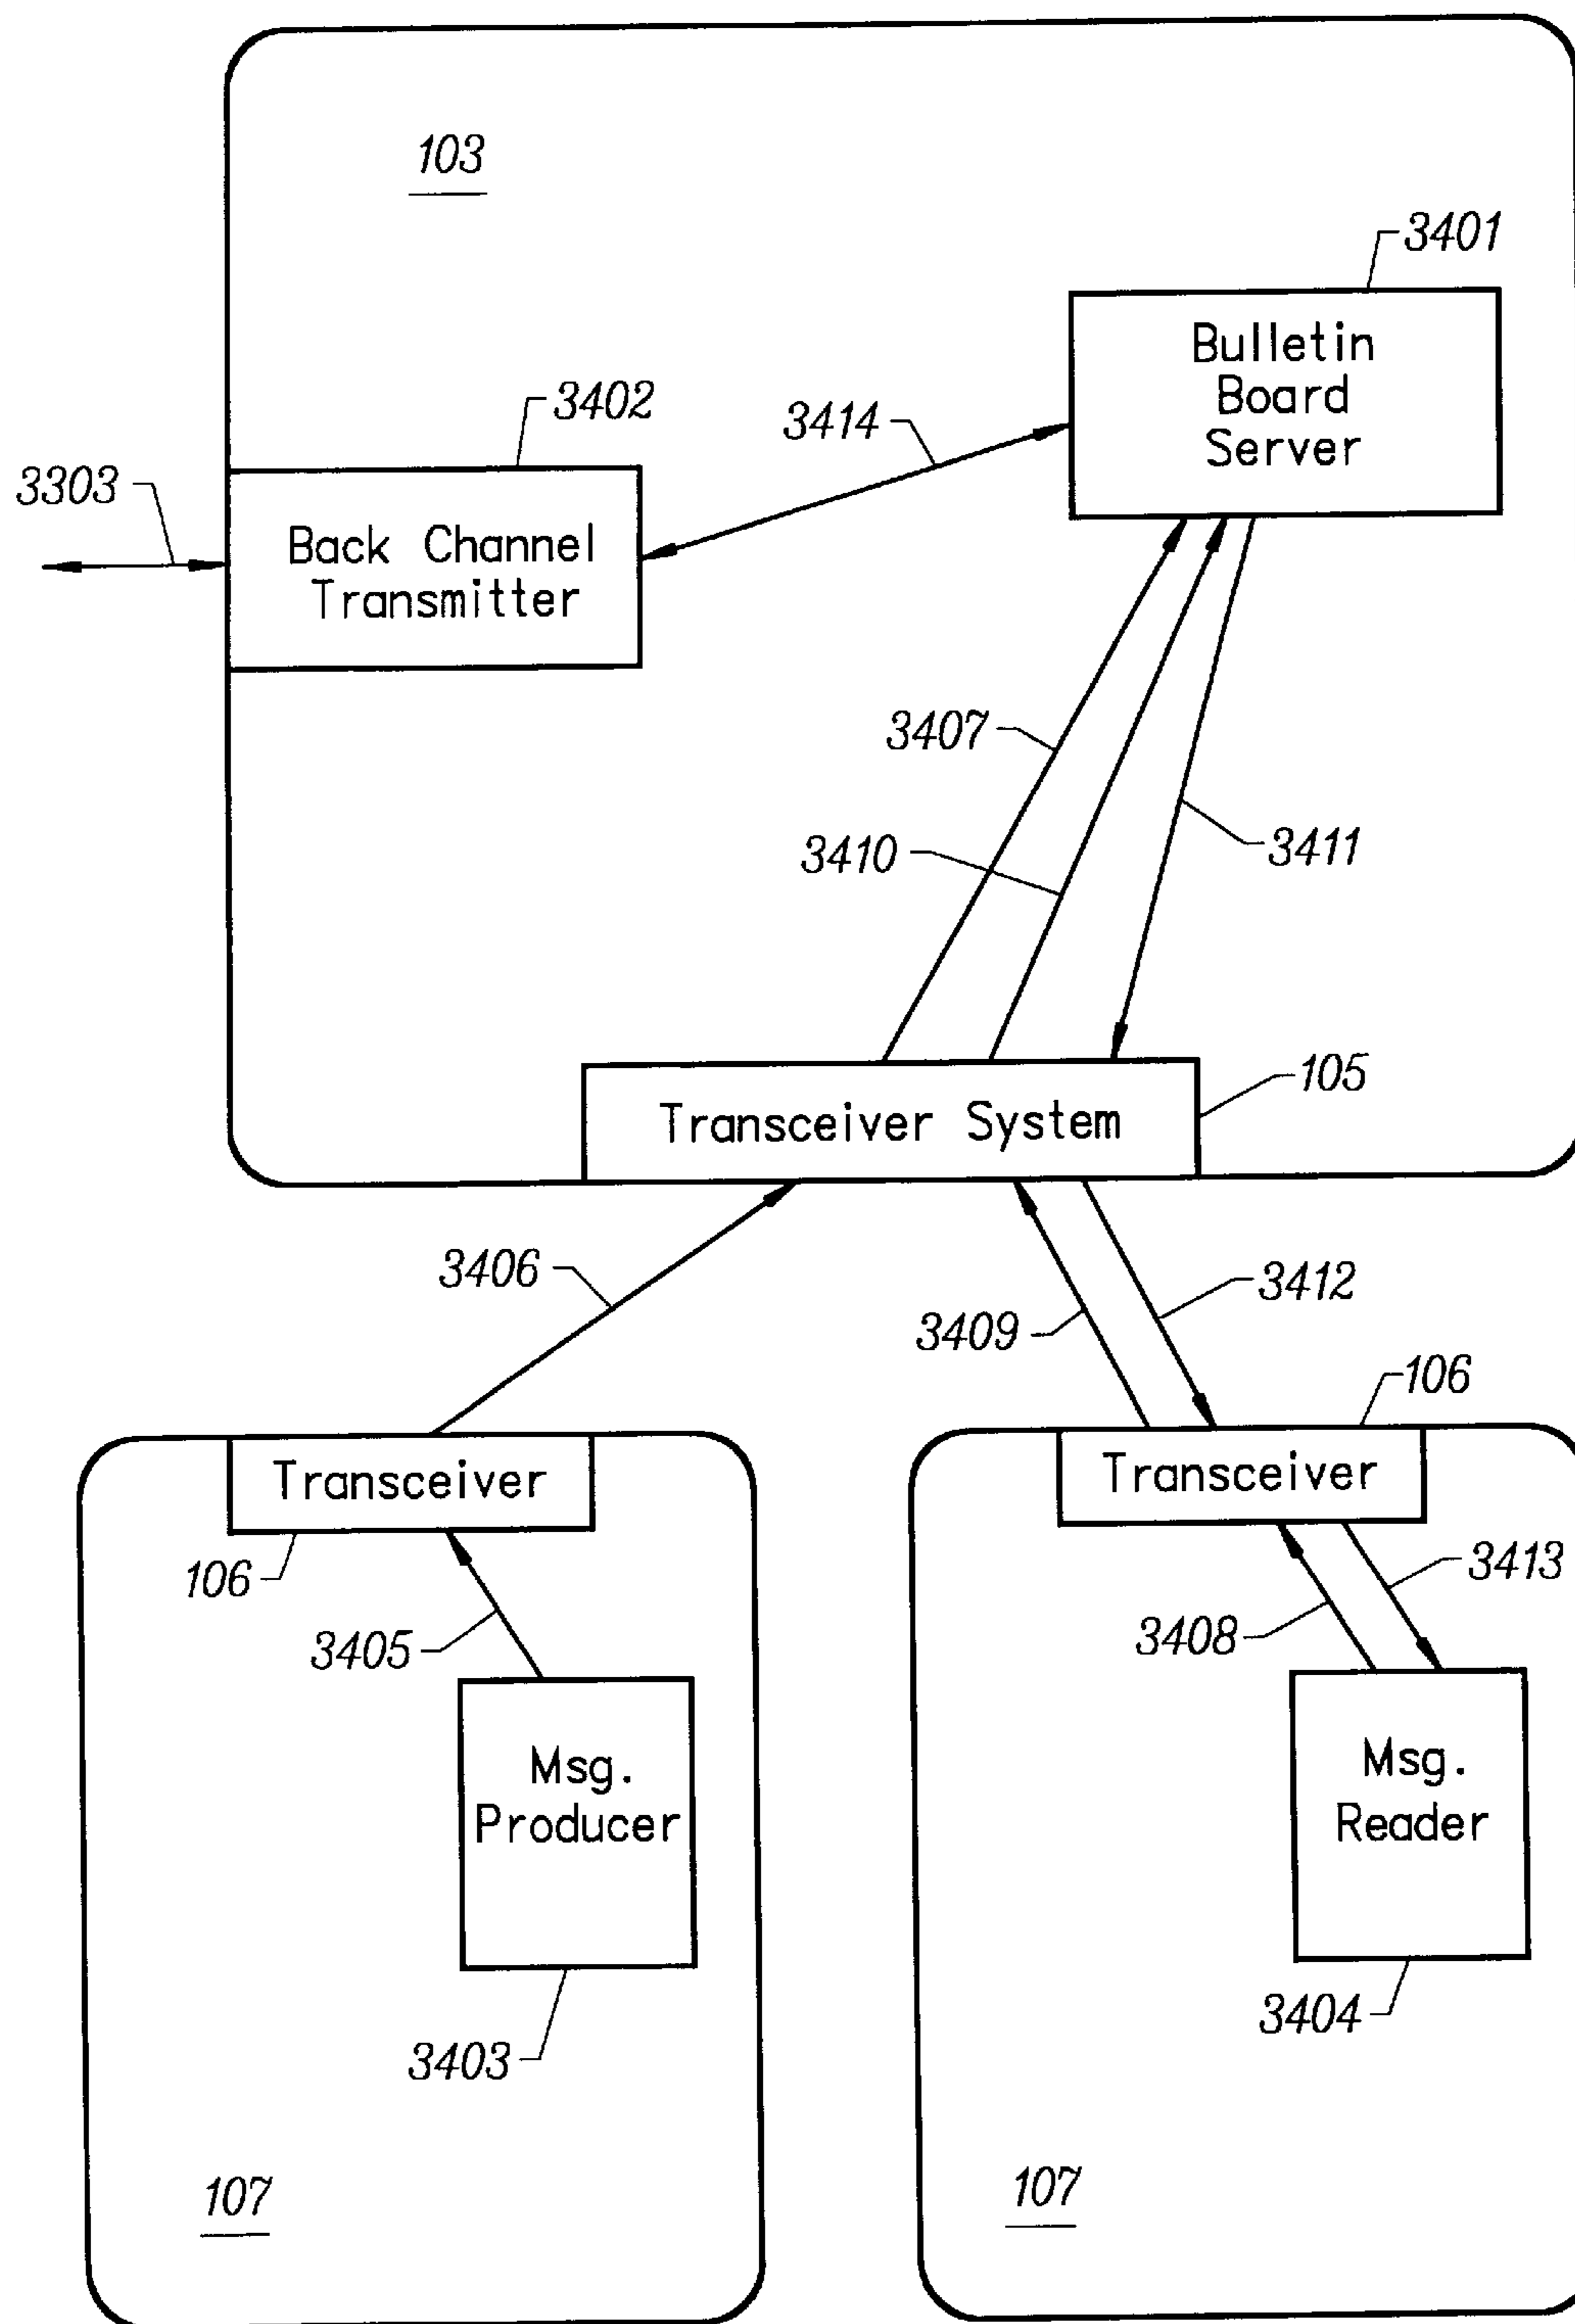 103
3401
Bulletin
Board
Server
3402
3414
3303
Back Channel
Transmitter
3407
3410
3411
105
Transceiver System
3406
3412
3409
106
Transceiver
Transceiver
106
3413
3405
3408
Msg.
Producer
Msg.
Reader
3404
3403
107
107